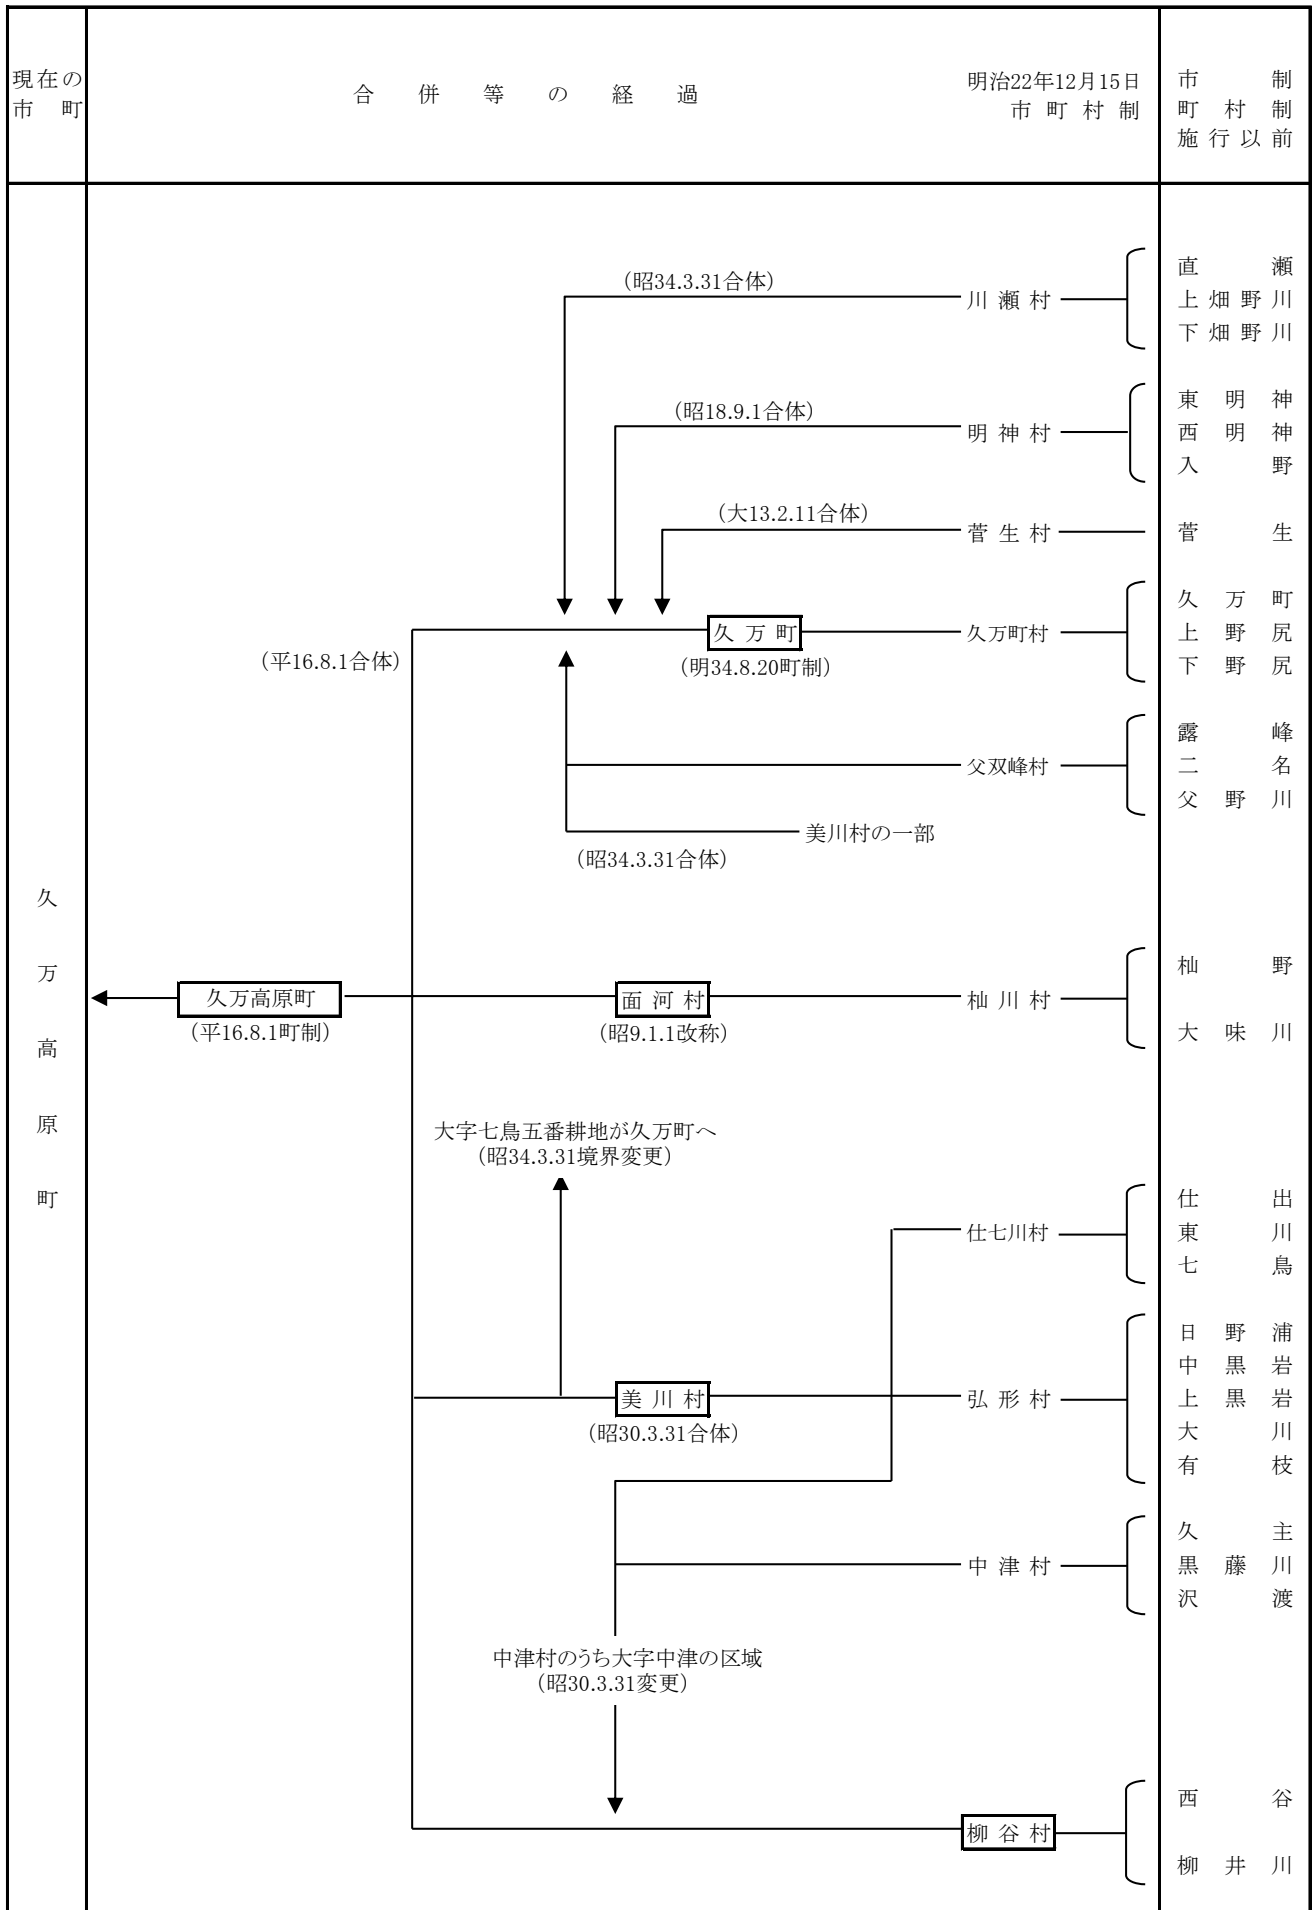 現在の
市町
合併等の経過
明治22年12月15日
市町村制
市制
町村制
施行以前
直瀬
(昭34.3.31合体)
川瀬村
上畑野川
下畑野川
東明神
(昭18.9.1合体)
明神村
西明神
入野
(大13.2.11合体)
菅生村
菅生
久万町
久万町
久万町村
上野尻
(平16.8.1合体)
(明34.8.20町制)
下野尻
露峰
父双峰村
二名
父野川
美川村の一部
(昭34.3.31合体)
久万高原町
杣野
久万高原町
面河村
杣川村
(平16.8.1町制)
(昭9.1.1改称)
大味川
大字七鳥五番耕地が久万町へ
(昭34.3.31境界変更)
仕出
仕七川村
東川
七鳥
日野浦
中黒岩
美川村
弘形村
上黒岩
(昭30.3.31合体)
大川
有枝
久主
中津村
黒藤川
沢渡
中津村のうち大字中津の区域
(昭30.3.31変更)
西谷
柳谷村
柳井川